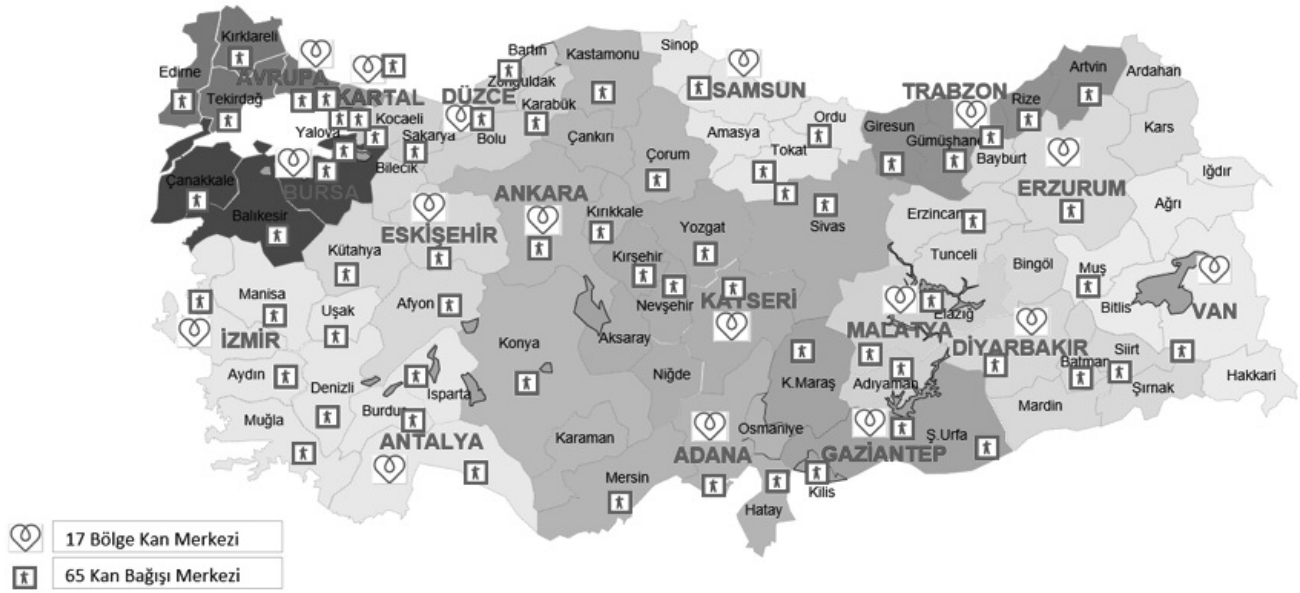 Kırklareli
Edirne
AVRUPA
Tekirdağ
KARTAL
Yalova
Kocaeli
Sakarya
DÜZCE
Bolu
Bartın
Zonguldak
Karabük
Kastamonu
Sinop
SAMSUN
Çankırı
Çorum
Amasya
Tokat
Ordu
Giresun
TRABZON
Gümüşhane
Rize
Bayburt
Artvin
Ardahan
Kars
Iğdır
Ağrı
ERZURUM
Erzincan
Tunceli
Bingöl
Muş
Bitlis
VAN
Hakkari
Çanakkale
Balıkesir
BURSA
Bilecik
ESKİŞEHİR
Kütahya
ANKARA
Kırıkkale
Kırşehir
Yozgat
Sivas
Nevşehir
KAYSERİ
Manisa
İZMİR
Uşak
Afyon
Aydın
Denizli
Muğla
Burdur
Isparta
ANTALYA
Konya
Aksaray
Niğde
Karaman
Mersin
ADANA
Osmaniye
K.Maraş
Hatay
Kilis
GAZİANTEP
Ş.Urfa
MALATYA
Elazığ
Adıyaman
DİYARBAKIR
Mardin
Batman
Siirt
Şırnak
17 Bölge Kan Merkezi
65 Kan Bağışı Merkezi